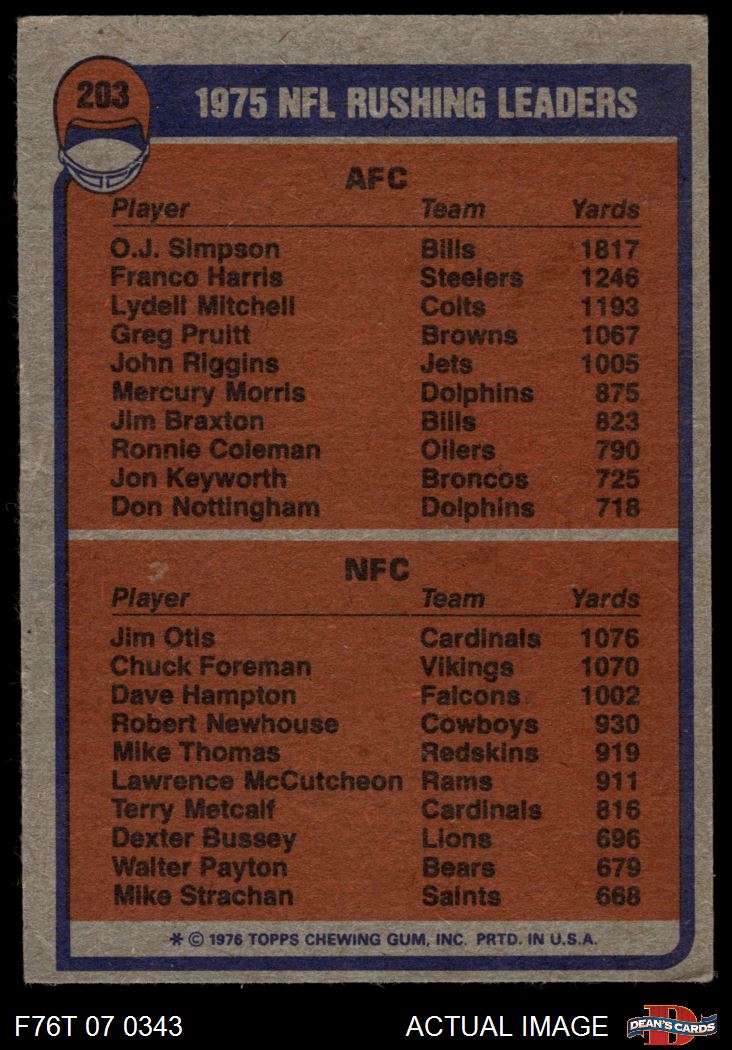 203
1975 NFL RUSHING LEADERS
AFC
Player Team Yards
O.J. Simpson Bills 1817
Franco Harris Steelers 1246
Lydell Mitchell Colts 1193
Greg Pruitt Browns 1067
John Riggins Jets 1005
Mercury Morris Dolphins 875
Jim Braxton Bills 823
Ronnie Coleman Oilers 790
Jon Keyworth Broncos 725
Don Nottingham Dolphins 718
NFC
Player Team Yards
Jim Otis Cardinals 1076
Chuck Foreman Vikings 1070
Dave Hampton Falcons 1002
Robert Newhouse Cowboys 930
Mike Thomas Redskins 919
Lawrence McCutcheon Rams 911
Terry Metcalf Cardinals 816
Dexter Bussey Lions 696
Walter Payton Bears 679
Mike Strachan Saints 668
* © 1976 TOPPS CHEWING GUM, INC. PRTD. IN U.S.A.
F76T 07 0343 ACTUAL IMAGE D DEAN'S CARDS